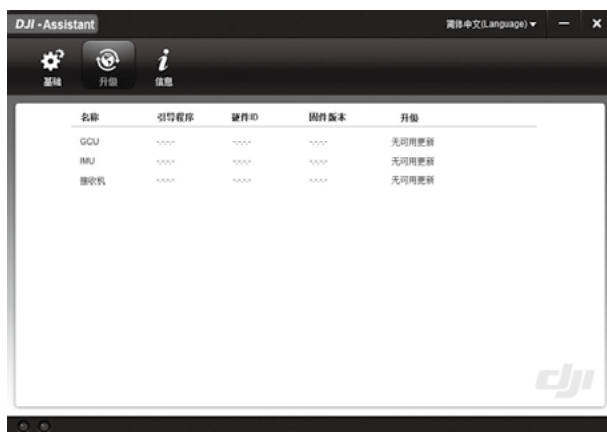 DJI - Assistant 简体中文(Language)
基础 升级 信息
名称 引导程序 硬件ID 固件版本 升级
GCU -.-.-.- -.-.-.- -.-.-.- 无可用更新
IMU -.-.-.- -.-.-.- -.-.-.- 无可用更新
接收机 -.-.-.- -.-.-.- -.-.-.- 无可用更新
dji